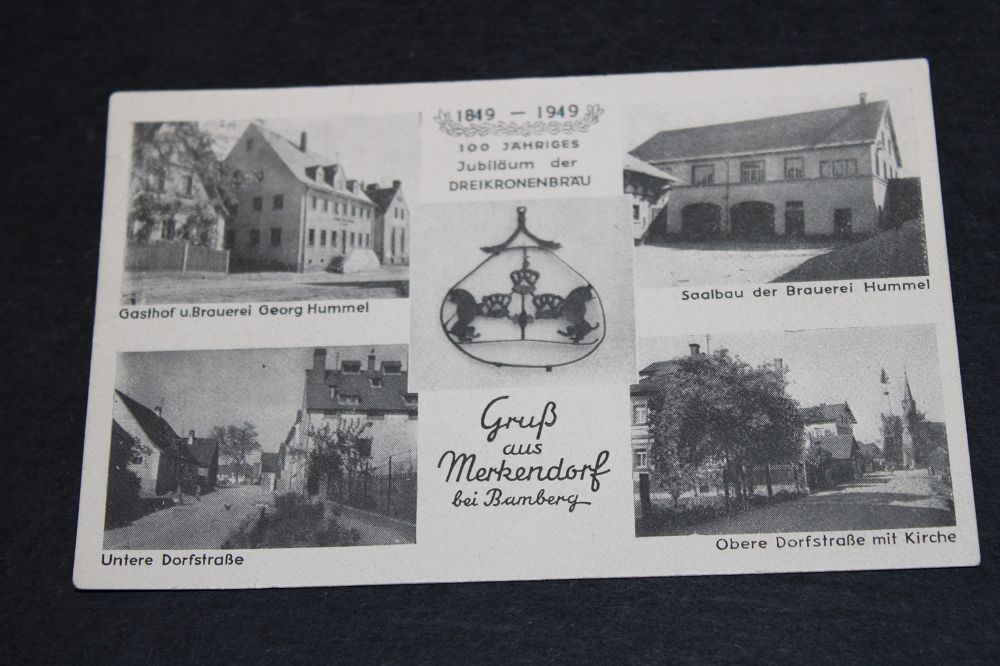 1849 – 1949
100 JÄHRIGES
Jubiläum der
DREIKRONENBRÄU
Gasthof u. Brauerei Georg Hummel
Saalbau der Brauerei Hummel
Gruß
aus
Merkendorf
bei Bamberg
Untere Dorfstraße
Obere Dorfstraße mit Kirche